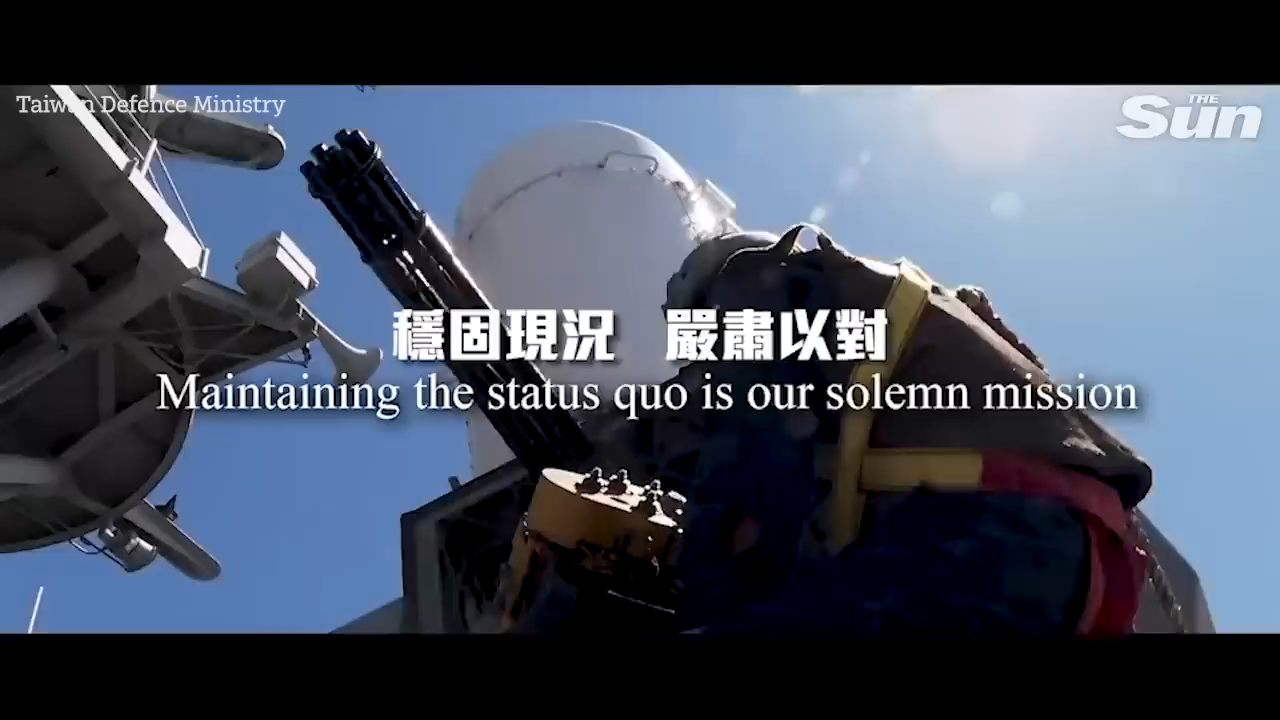 Taiwan Defence Ministry
THE
Sun
穩固現況 嚴肅以對
Maintaining the status quo is our solemn mission